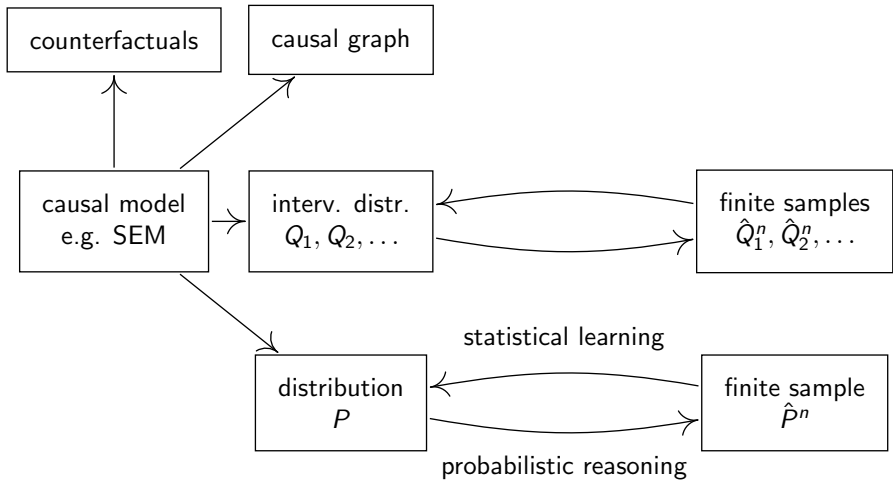 counterfactuals
causal graph
causal model
e.g. SEM
interv. distr.
Q₁, Q₂, . . .
finite samples
Q̂₁ⁿ, Q̂₂ⁿ, . . .
statistical learning
distribution
P
finite sample
P̂ⁿ
probabilistic reasoning